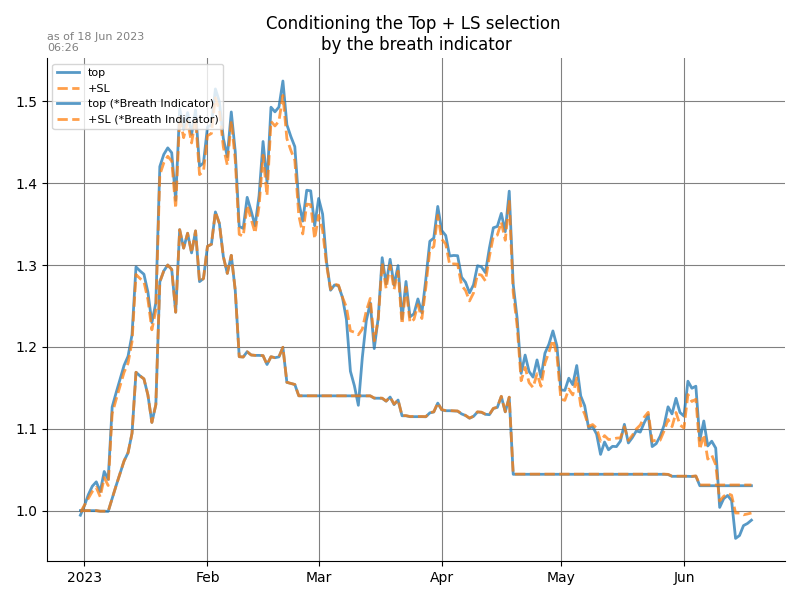 Conditioning the Top + LS selection
by the breath indicator
as of 18 Jun 2023
06:26
top
+SL
top (*Breath Indicator)
+SL (*Breath Indicator)
1.5
1.4
1.3
1.2
1.1
1.0
2023
Feb
Mar
Apr
May
Jun